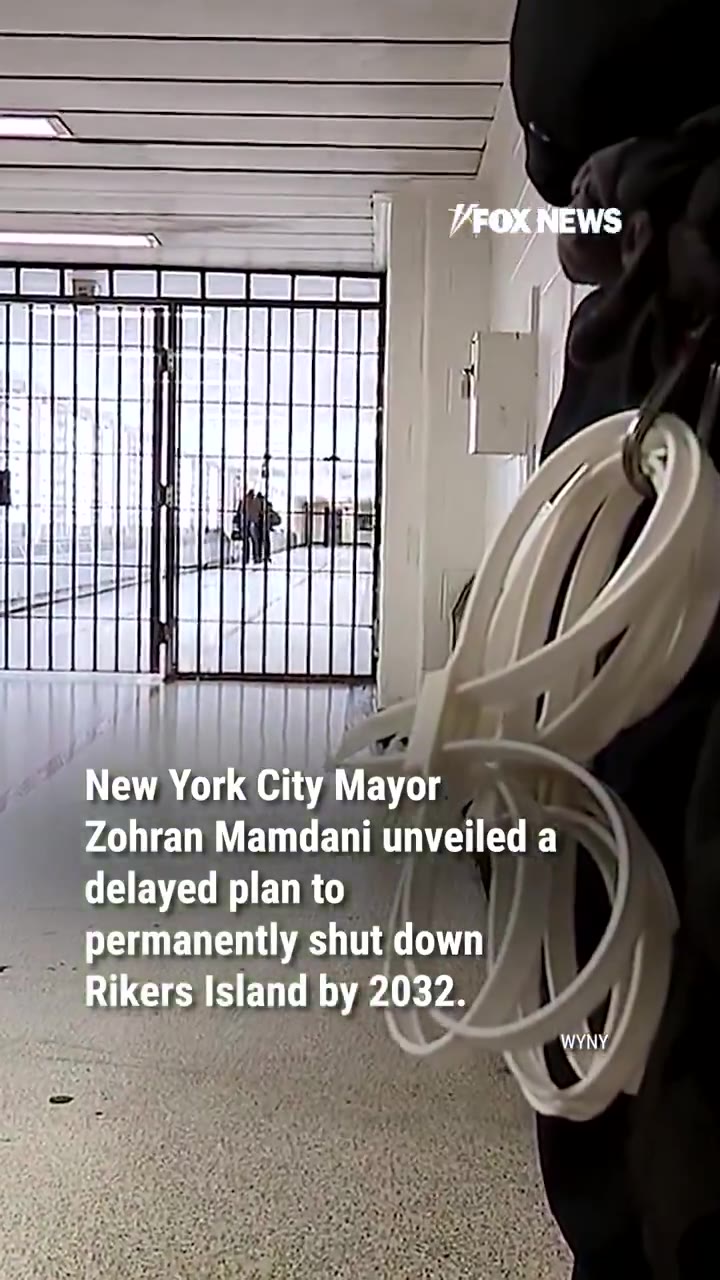 FOX NEWS
New York City Mayor
Zohran Mamdani unveiled a
delayed plan to
permanently shut down
Rikers Island by 2032.
WYNY